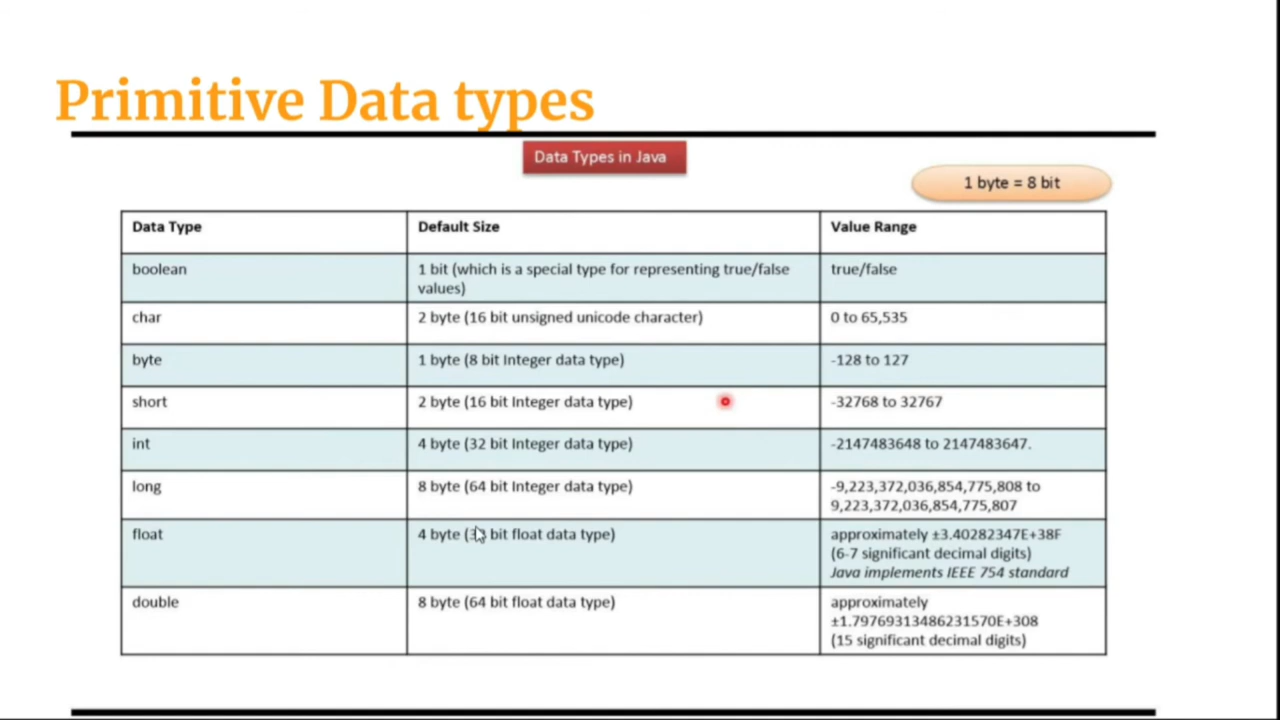 Primitive Data types
Data Types in Java
1 byte = 8 bit
Data Type Default Size Value Range
boolean 1 bit (which is a special type for representing true/false true/false
values)
char 2 byte (16 bit unsigned unicode character) 0 to 65,535
byte 1 byte (8 bit Integer data type) -128 to 127
short 2 byte (16 bit Integer data type) -32768 to 32767
int 4 byte (32 bit Integer data type) -2147483648 to 2147483647.
long 8 byte (64 bit Integer data type) -9,223,372,036,854,775,808 to
9,223,372,036,854,775,807
float 4 byte (32 bit float data type) approximately ±3.40282347E+38F
(6-7 significant decimal digits)
Java implements IEEE 754 standard
double 8 byte (64 bit float data type) approximately
±1.79769313486231570E+308
(15 significant decimal digits)